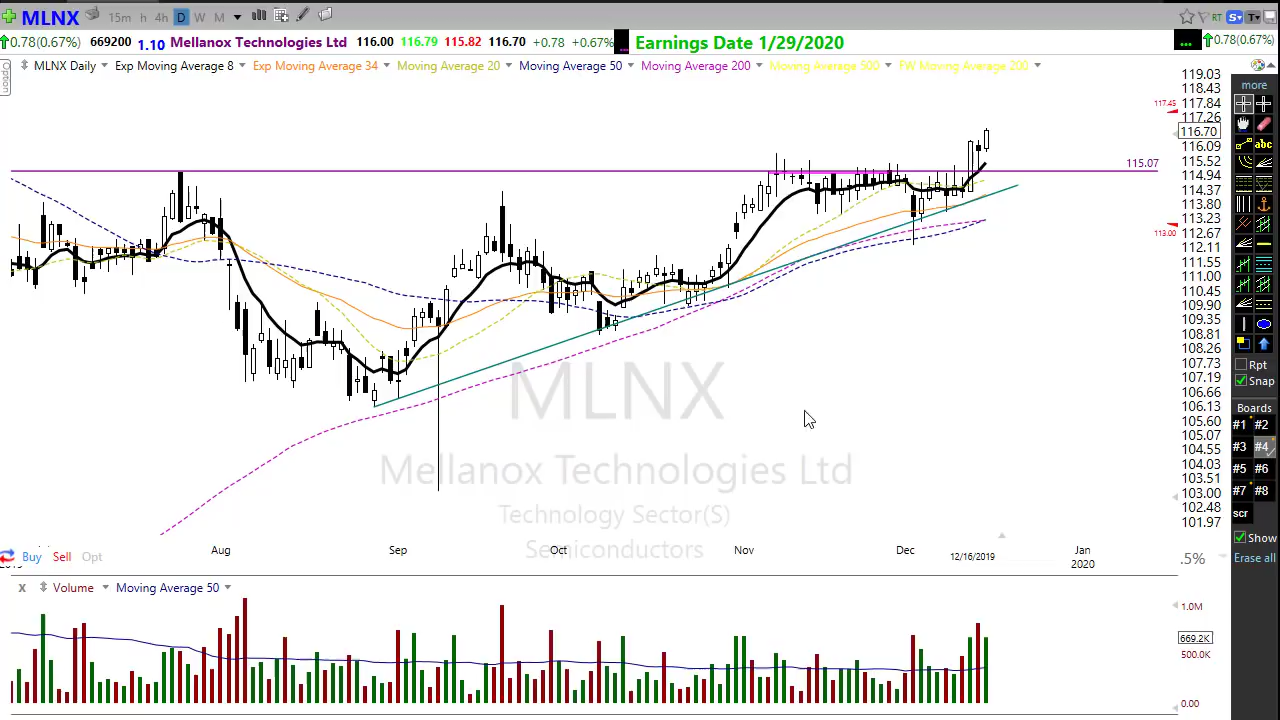 MLNX 15m h 4h D W M RT S T
0.78(0.67%) 669200 1.10 Mellanox Technologies Ltd 116.00 116.79 115.82 116.70 +0.78 +0.67% ... Earnings Date 1/29/2020 ... 0.78(0.67%)
Option
MLNX Daily Exp Moving Average 8 Exp Moving Average 34 Moving Average 20 Moving Average 50 Moving Average 200 Moving Average 500 FW Moving Average 200
119.03
118.43
117.84
117.45
117.26
116.70
116.09
115.52
115.07
114.94
114.37
113.80
113.23
113.00
112.67
112.11
111.55
111.00
110.45
109.90
109.35
108.81
108.26
107.73
107.19
106.66
106.13
105.60
105.07
104.55
104.03
103.51
103.00
102.48
101.97
MLNX
Mellanox Technologies Ltd
Technology Sector(S)
Semiconductors
Aug Sep Oct Nov Dec Jan
12/16/2019 2020
Buy Sell Opt
.5%
X Volume Moving Average 50
1.0M
669.2K
500.0K
0.00
more
abc
Rpt
Snap
Boards
#1 #2
#3 #4
#5 #6
#7 #8
scr
Show
Erase all